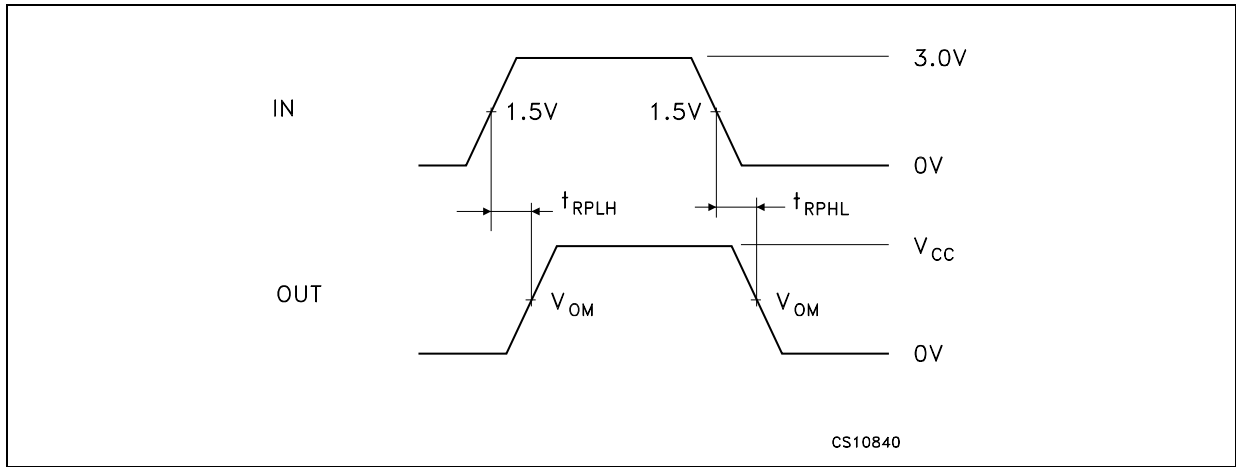 3.0V
IN
1.5V 1.5V
0V
tRPLH tRPHL
VCC
OUT
VOM VOM
0V
CS10840